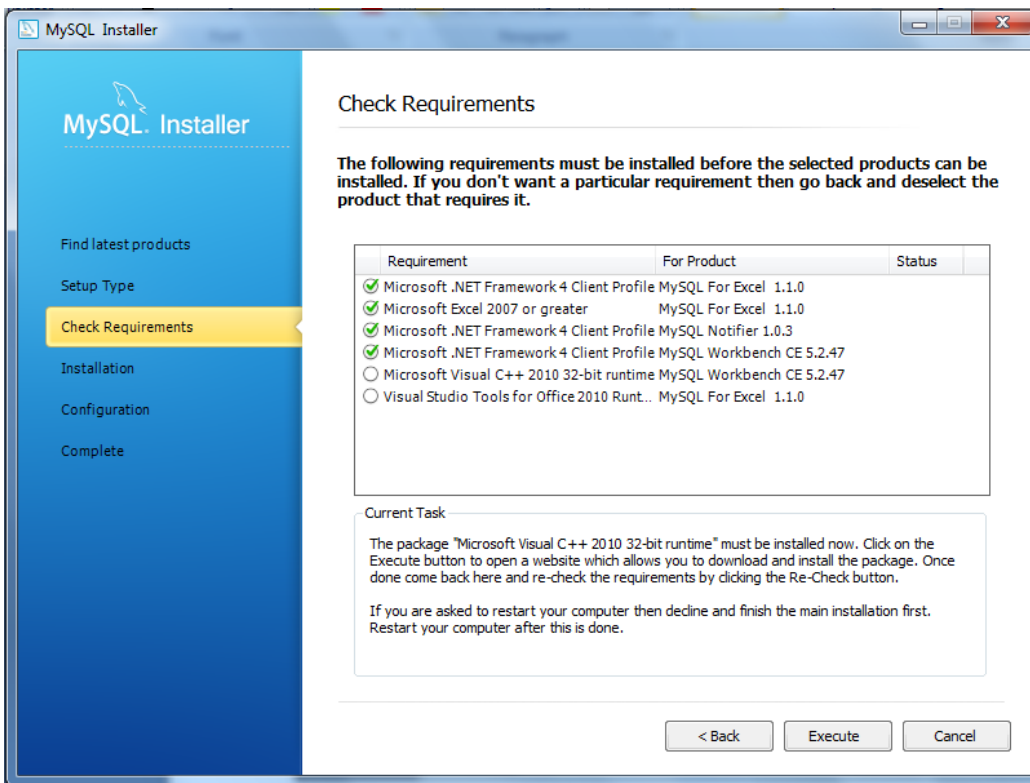 MySQL Installer
MySQL. Installer
Find latest products
Setup Type
Check Requirements
Installation
Configuration
Complete
Check Requirements
The following requirements must be installed before the selected products can be
installed. If you don't want a particular requirement then go back and deselect the
product that requires it.
Requirement For Product Status
Microsoft .NET Framework 4 Client Profile MySQL For Excel 1.1.0
Microsoft Excel 2007 or greater MySQL For Excel 1.1.0
Microsoft .NET Framework 4 Client Profile MySQL Notifier 1.0.3
Microsoft .NET Framework 4 Client Profile MySQL Workbench CE 5.2.47
Microsoft Visual C++ 2010 32-bit runtime MySQL Workbench CE 5.2.47
Visual Studio Tools for Office 2010 Runt... MySQL For Excel 1.1.0
Current Task
The package "Microsoft Visual C++ 2010 32-bit runtime" must be installed now. Click on the
Execute button to open a website which allows you to download and install the package. Once
done come back here and re-check the requirements by clicking the Re-Check button.
If you are asked to restart your computer then decline and finish the main installation first.
Restart your computer after this is done.
< Back Execute Cancel